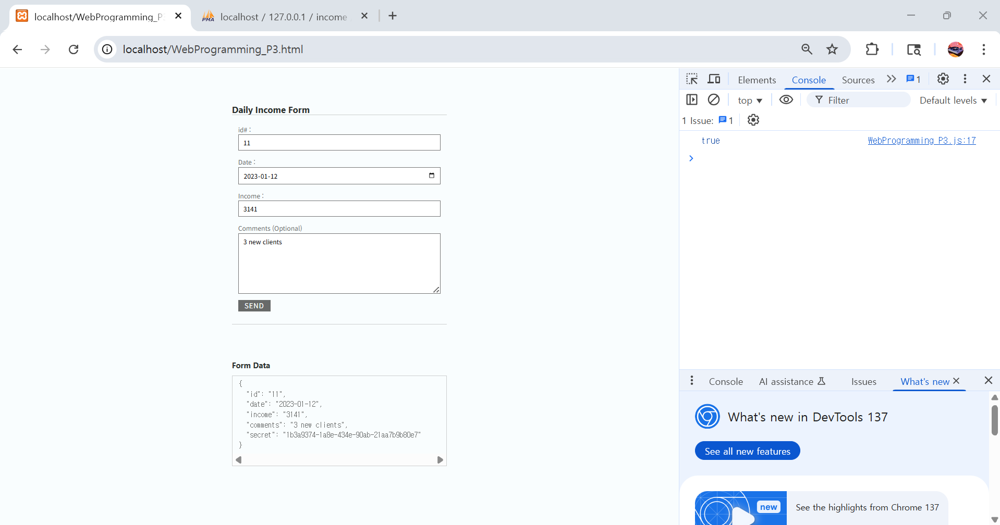 localhost/WebProgramming_P3
PMA
localhost / 127.0.0.1 / income
localhost/WebProgramming_P3.html
Elements
Console
Sources
1
top
Filter
Default levels
1 Issue: 1
true
WebProgramming_P3.js:17
Daily Income Form
id# :
11
Date :
2023-01-12
Income :
3141
Comments (Optional)
3 new clients
SEND
Form Data
{
"id": "11",
"date": "2023-01-12",
"income": "3141",
"comments": "3 new clients",
"secret": "1b3a9374-1a8e-434e-90ab-21aa7b9b80e7"
}
Console
AI assistance
Issues
What's new
What's new in DevTools 137
See all new features
new
See the highlights from Chrome 137